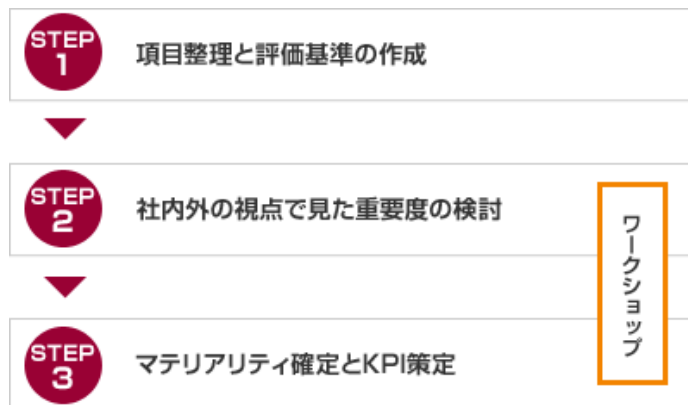 STEP
1
項目整理と評価基準の作成
STEP
2
社内外の視点で見た重要度の検討
ワークショップ
STEP
3
マテリアリティ確定とKPI策定